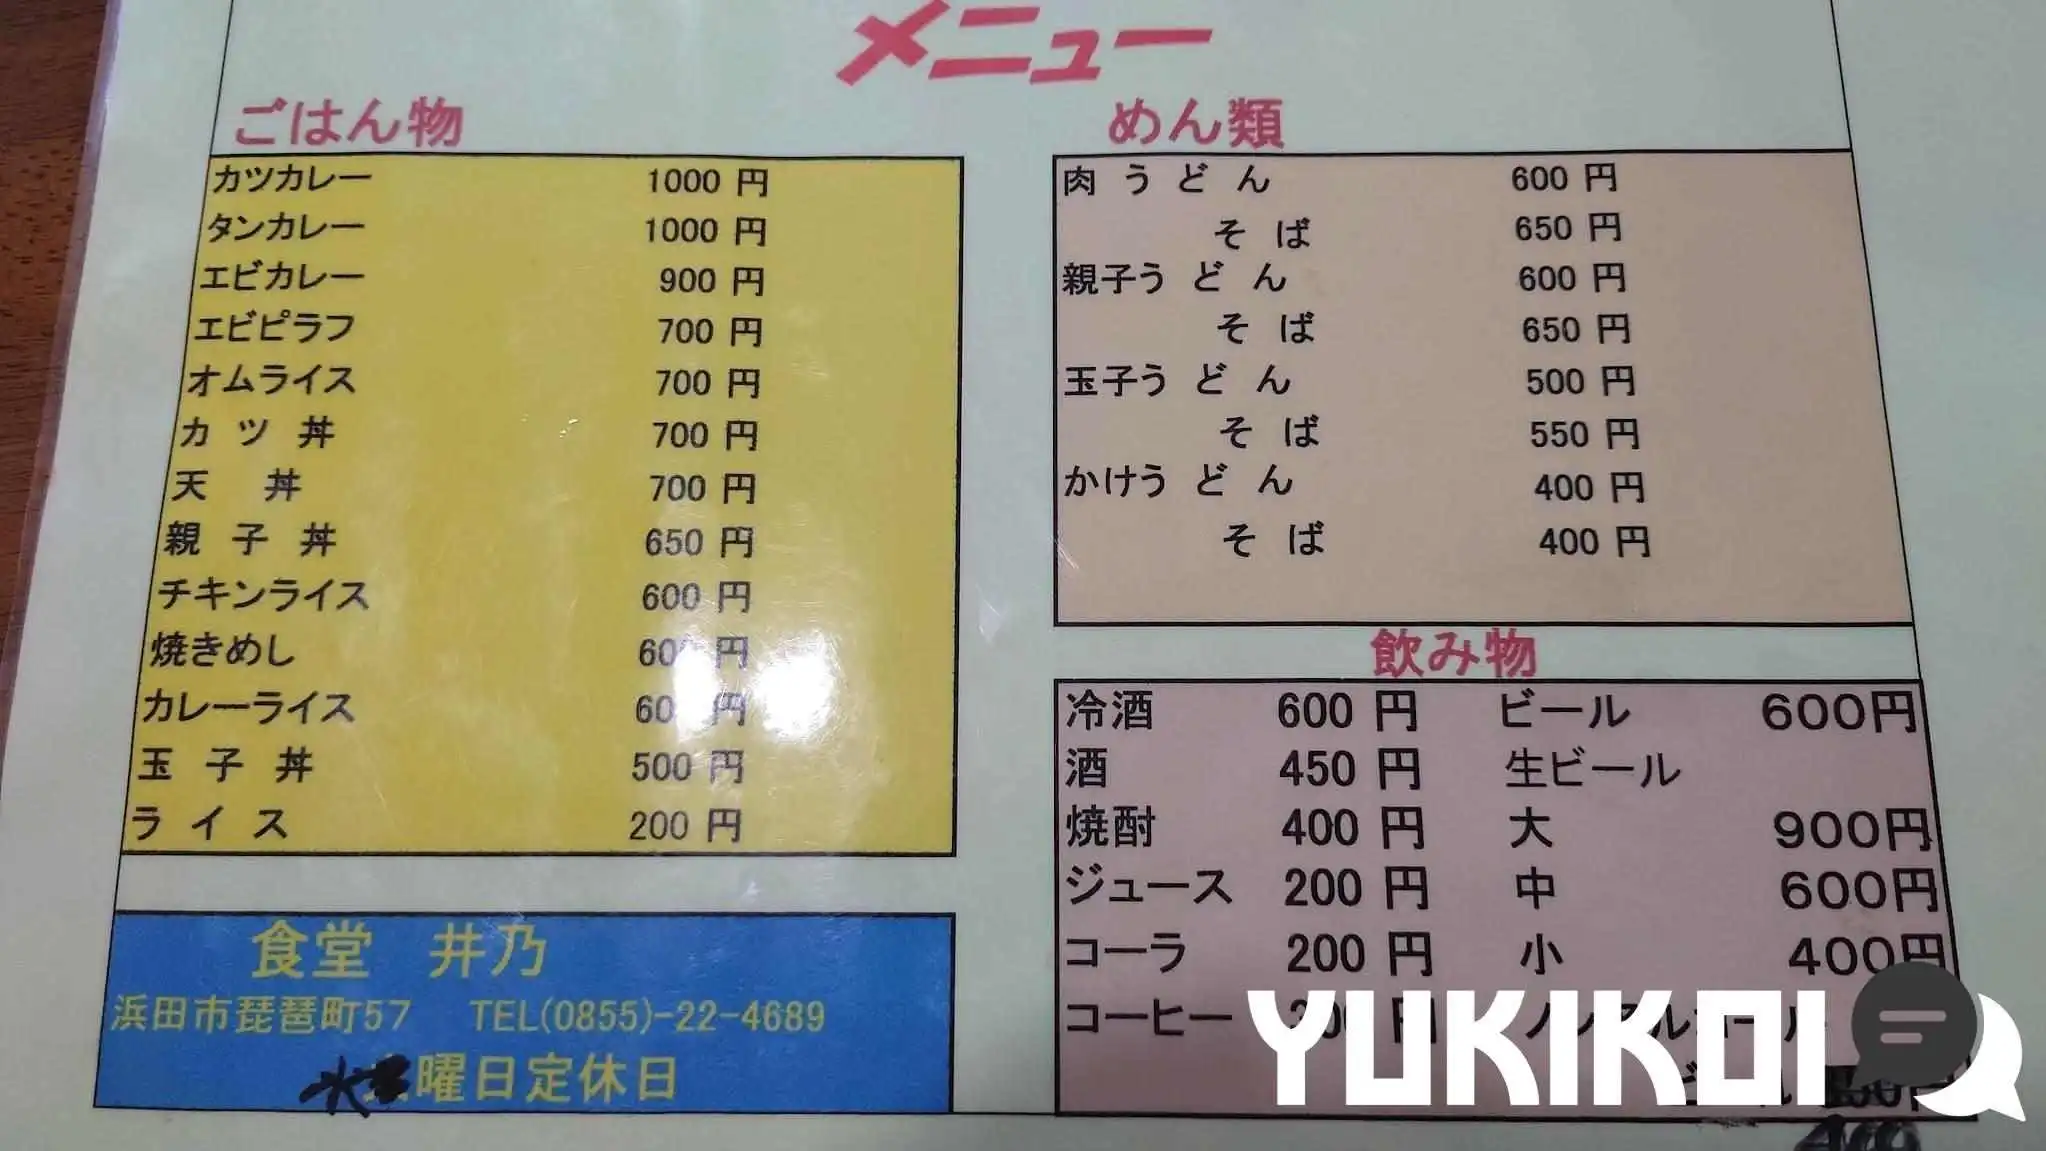 メニュー
ごはん物
カツカレー 1000 円
タンカレー 1000 円
エビカレー 900 円
エビピラフ 700 円
オムライス 700 円
カツ丼 700 円
天丼 700 円
親子丼 650 円
チキンライス 600 円
焼きめし 600 円
カレーライス 600 円
玉子丼 500 円
ライス 200 円
食堂 井乃
浜田市琵琶町57 TEL(0855)-22-4689
曜日定休日
めん類
肉うどん 600 円
そば 650 円
親子うどん 600 円
そば 650 円
玉子うどん 500 円
そば 550 円
かけうどん 400 円
そば 400 円
飲み物
冷酒 600 円 ビール 600円
酒 450 円 生ビール
焼酎 400 円 大 900円
ジュース 200 円 中 600円
コーラ 200 円 小 400円
コーヒー 円
YUKIKOI